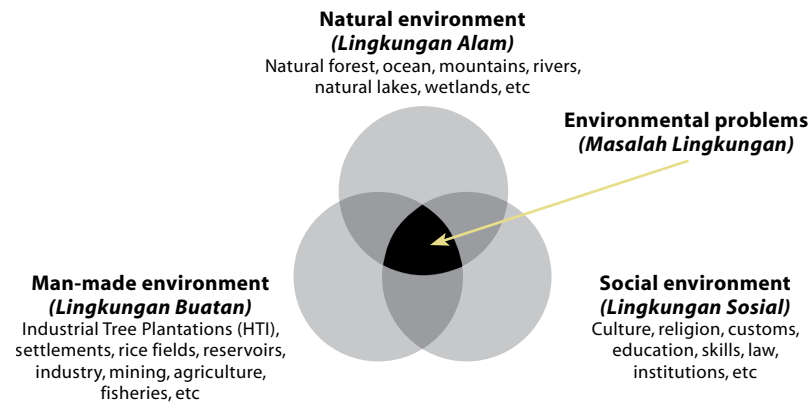 Natural environment
(Lingkungan Alam)
Natural forest, ocean, mountains, rivers,
natural lakes, wetlands, etc
Environmental problems
(Masalah Lingkungan)
Man-made environment
(Lingkungan Buatan)
Industrial Tree Plantations (HTI),
settlements, rice fields, reservoirs,
industry, mining, agriculture,
fisheries, etc
Social environment
(Lingkungan Sosial)
Culture, religion, customs,
education, skills, law,
institutions, etc